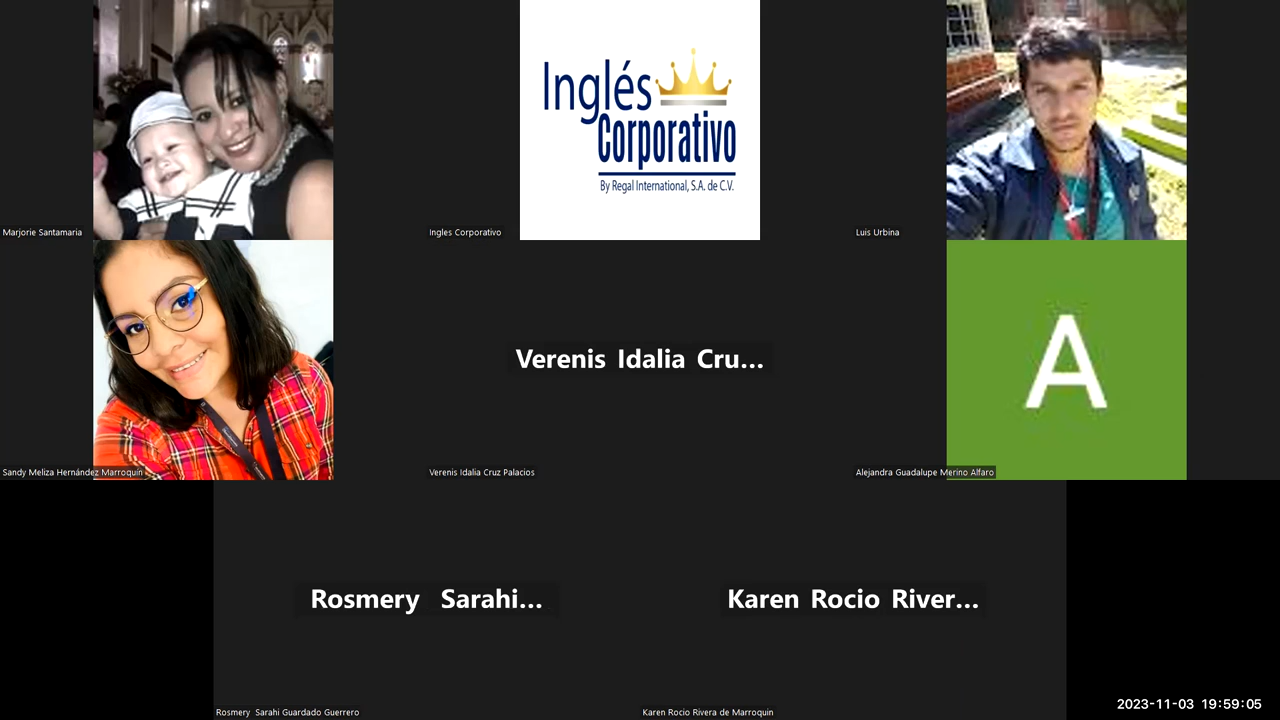 Inglés
Corporativo
By Regal International, S.A. de C.V.
Marjorie Santamaria
Ingles Corporativo
Luis Urbina
Verenis Idalia Cru...
A
Sandy Meliza Hernández Marroquín
Verenis Idalia Cruz Palacios
Alejandra Guadalupe Merino Alfaro
Rosmery Sarahi...
Karen Rocio River...
Rosmery Sarahi Guardado Guerrero
Karen Rocio Rivera de Marroquin
2023-11-03 19:59:05